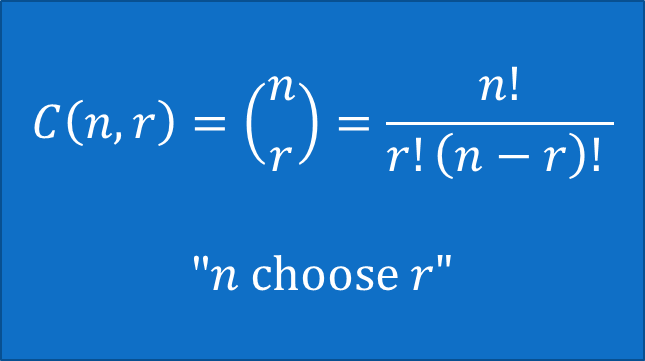 C(n, r) = (n r) = n! / r! (n − r)!
"n choose r"